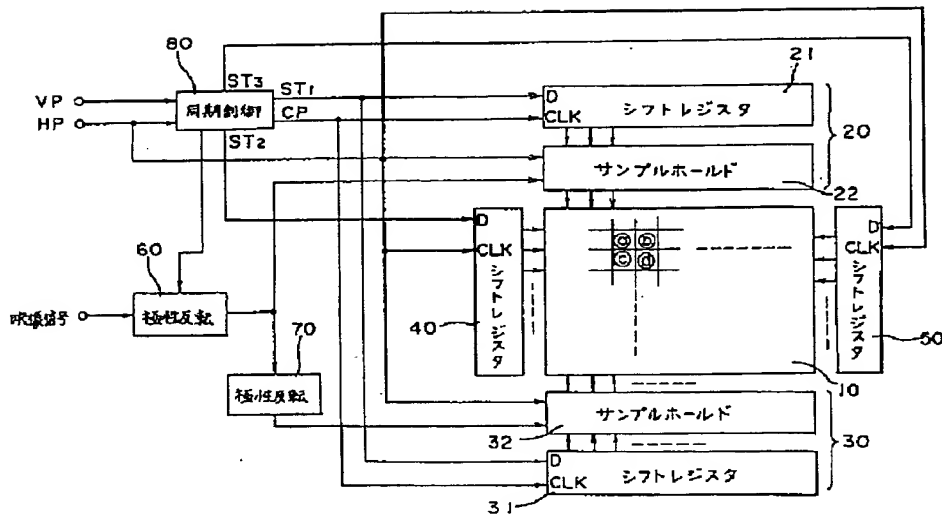 80
21
ST3
ST1
VP
HP
同期制御
CP
ST2
D
CLK
シフトレジスタ
20
サンプルホールド
22
D
CLK
シフトレジスタ
40
ⓐ ⓑ
ⓒ ⓓ
D
CLK
シフトレジスタ
50
60
映像信号
極性反転
70
極性反転
10
サンプルホールド
32
30
D
CLK
シフトレジスタ
31